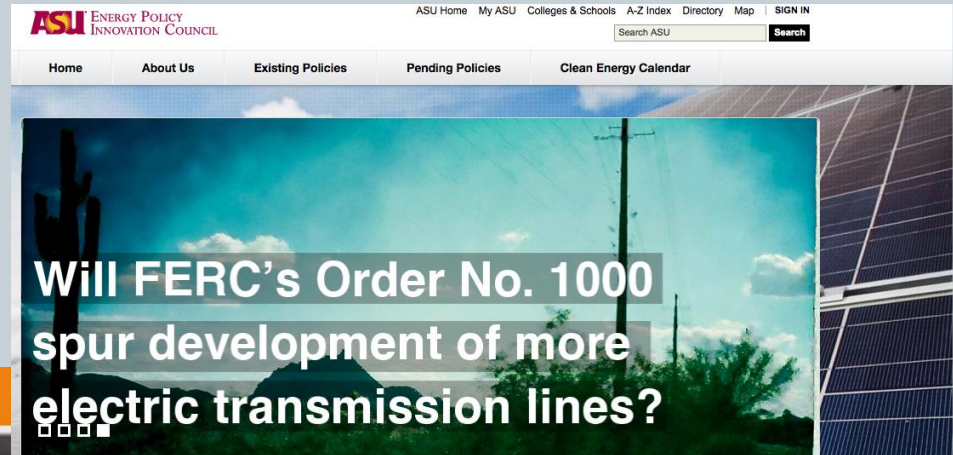 ASU Home My ASU Colleges & Schools A-Z Index Directory Map | SIGN IN
ASU ENERGY POLICY
INNOVATION COUNCIL
Search ASU Search
Home About Us Existing Policies Pending Policies Clean Energy Calendar
Will FERC's Order No. 1000
spur development of more
electric transmission lines?